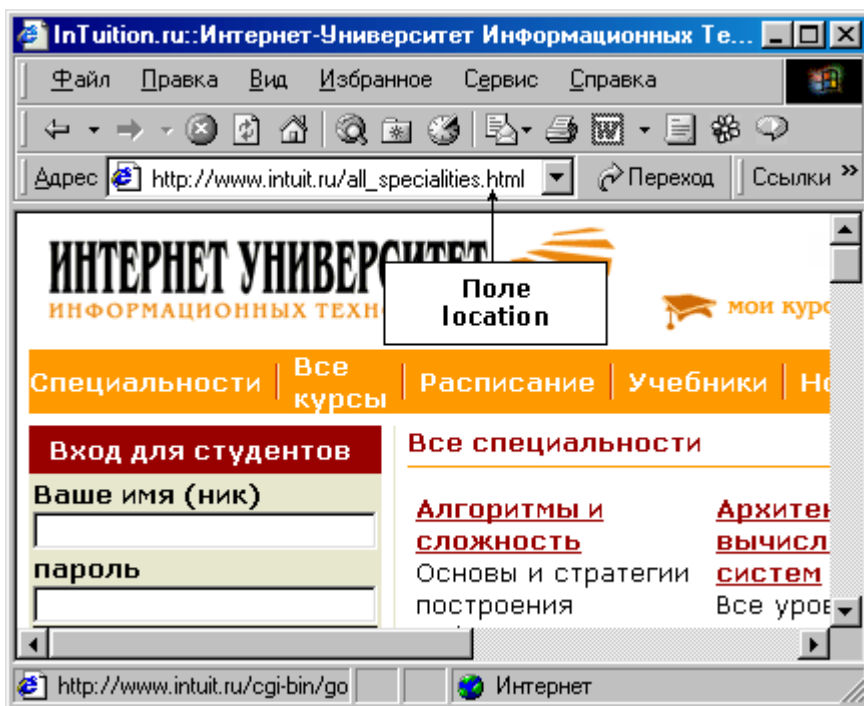 InTuition.ru::Интернет-Университет Информационных Те...
Файл Правка Вид Избранное Сервис Справка
Адрес http://www.intuit.ru/all_specialities.html Переход Ссылки »
ИНТЕРНЕТ УНИВЕРСИТЕТ
ИНФОРМАЦИОННЫХ ТЕХН
Поле
location
мои курс
Специальности Все курсы Расписание Учебники Но
Вход для студентов
Ваше имя (ник)
пароль
Все специальности
Алгоритмы и
сложность
Основы и стратегии
построения
Архитек
вычисл
систем
Все уров
http://www.intuit.ru/cgi-bin/go Интернет